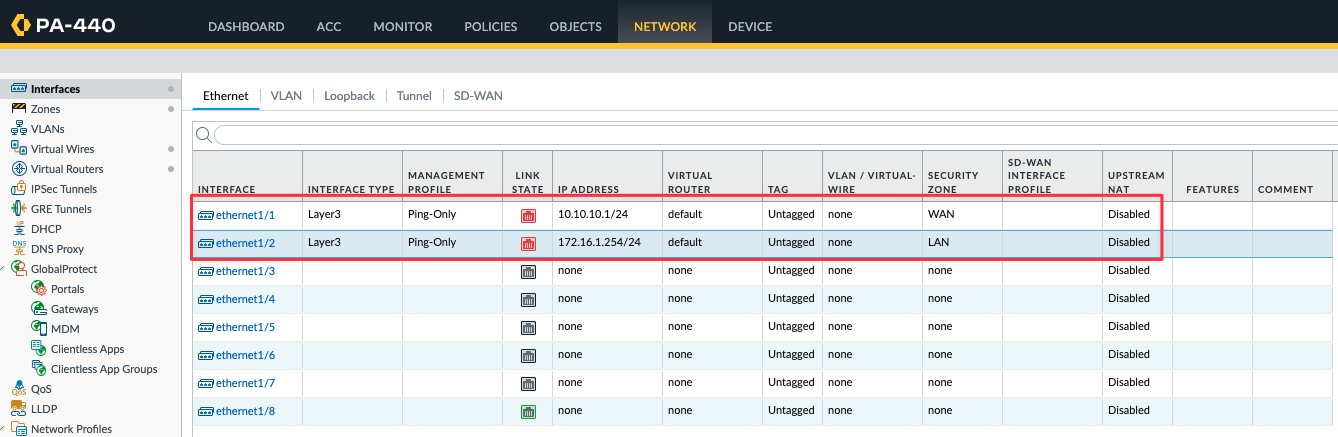 PA-440
DASHBOARD ACC MONITOR POLICIES OBJECTS NETWORK DEVICE
Interfaces
Zones
VLANs
Virtual Wires
Virtual Routers
IPSec Tunnels
GRE Tunnels
DHCP
DNS Proxy
GlobalProtect
Portals
Gateways
MDM
Clientless Apps
Clientless App Groups
QoS
LLDP
Network Profiles
Ethernet VLAN Loopback Tunnel SD-WAN
INTERFACE INTERFACE TYPE MANAGEMENT PROFILE LINK STATE IP ADDRESS VIRTUAL ROUTER TAG VLAN / VIRTUAL-WIRE SECURITY ZONE SD-WAN INTERFACE PROFILE UPSTREAM NAT FEATURES COMMENT
ethernet1/1 Layer3 Ping-Only 10.10.10.1/24 default Untagged none WAN Disabled
ethernet1/2 Layer3 Ping-Only 172.16.1.254/24 default Untagged none LAN Disabled
ethernet1/3 none none Untagged none none Disabled
ethernet1/4 none none Untagged none none Disabled
ethernet1/5 none none Untagged none none Disabled
ethernet1/6 none none Untagged none none Disabled
ethernet1/7 none none Untagged none none Disabled
ethernet1/8 none none Untagged none none Disabled